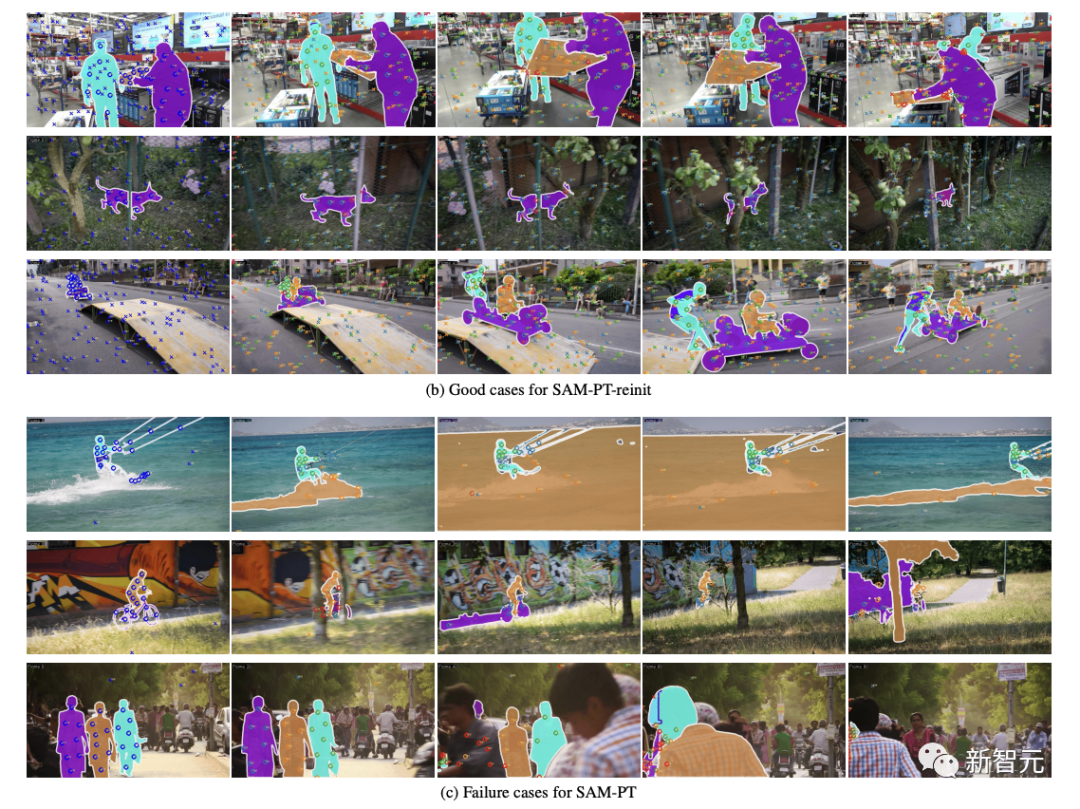 (b) Good cases for SAM-PT-reinit
(c) Failure cases for SAM-PT
新智元